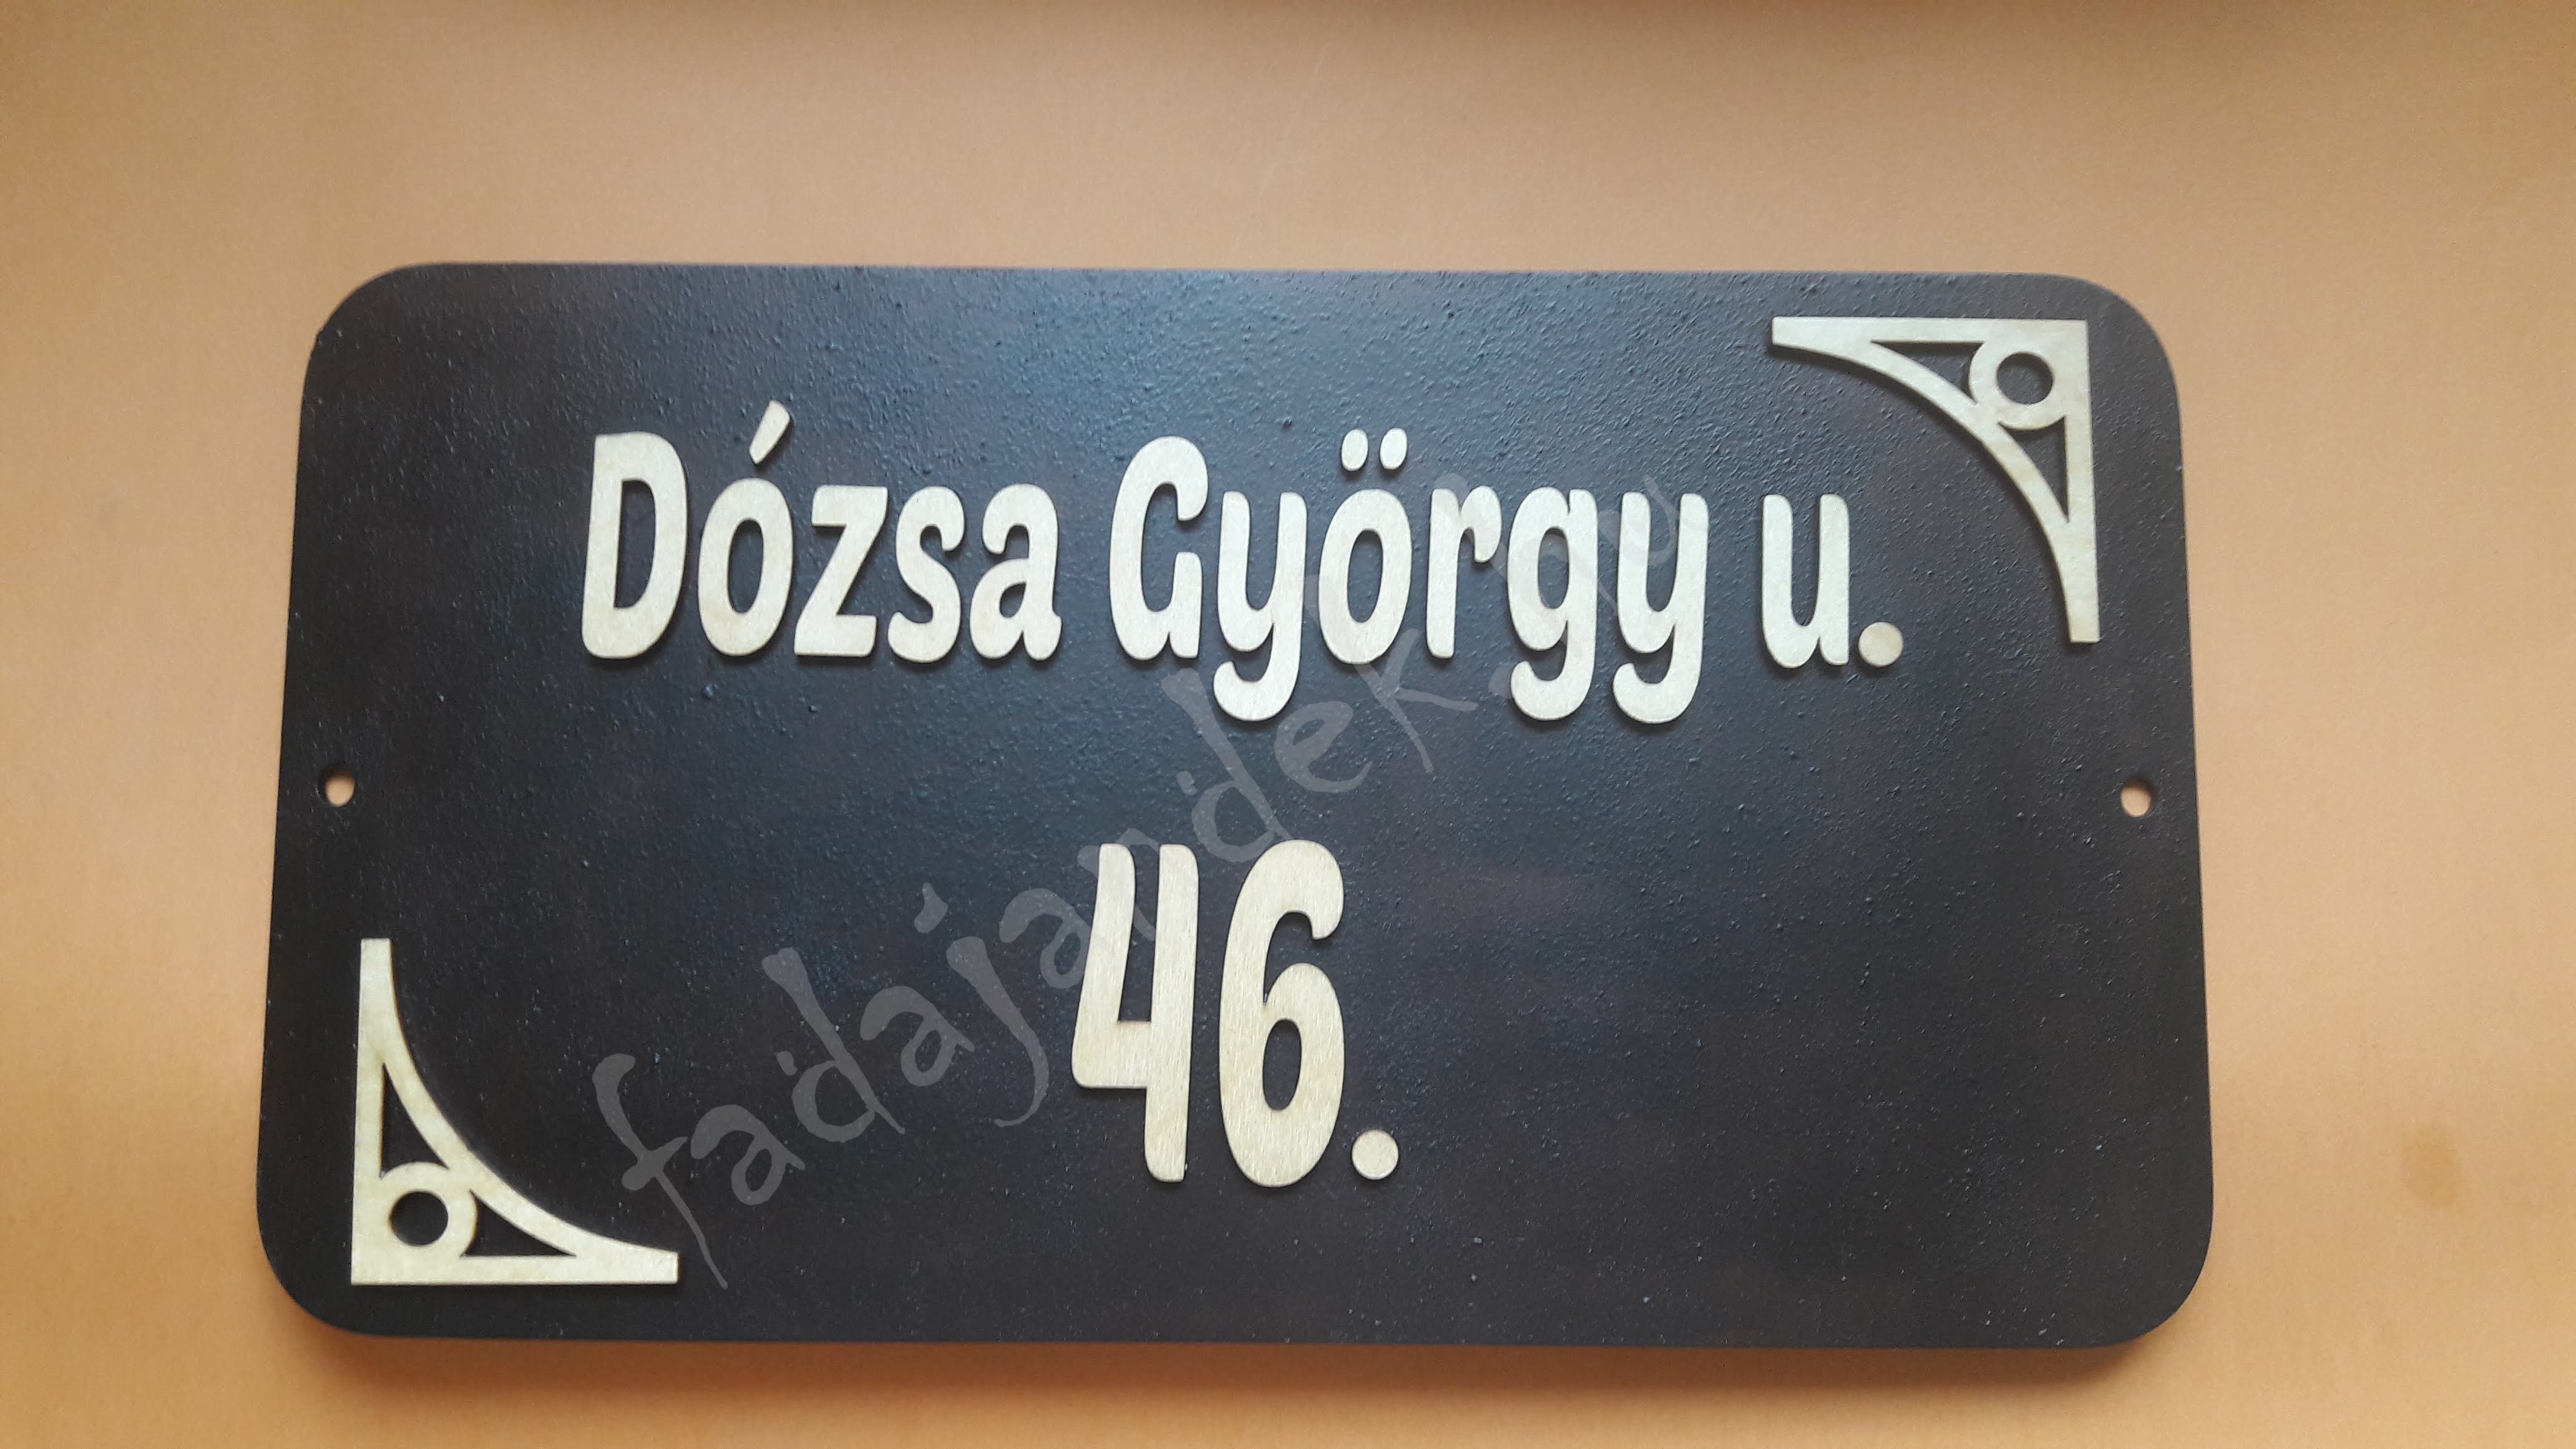 Dózsa György u.
46.
fadajandek.hu